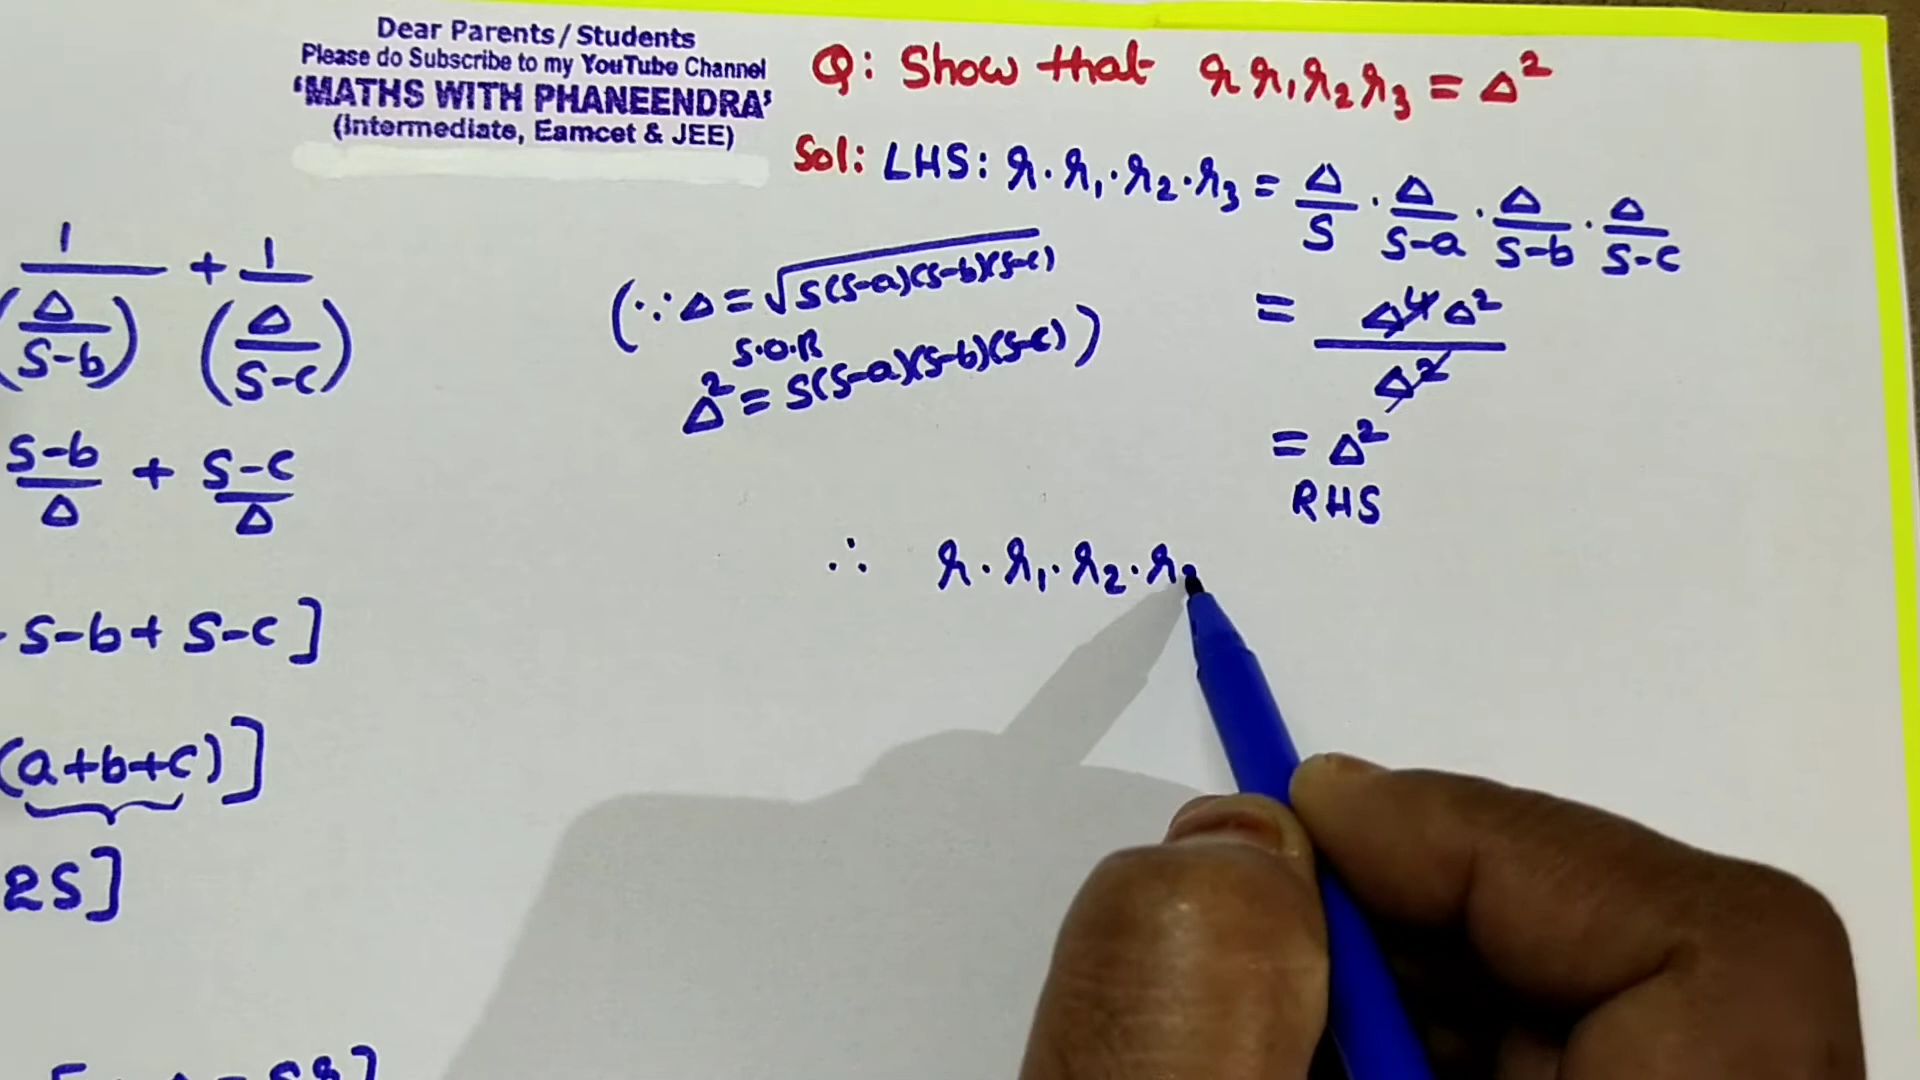 Dear Parents / Students
Please do Subscribe to my YouTube Channel
'MATHS WITH PHANEENDRA'
(Intermediate, Eamcet & JEE)
Q: Show that r r₁ r₂ r₃ = Δ²
Sol: LHS: r · r₁ · r₂ · r₃ = Δ/S · Δ/(S-a) · Δ/(S-b) · Δ/(S-c)
(∵ Δ = √(S(S-a)(S-b)(S-c))
S.O.B
Δ² = S(S-a)(S-b)(S-c))
= Δ⁴ Δ² / Δ²
= Δ²
RHS
∴ r · r₁ · r₂ · r₃
1/(Δ/(S-b)) + 1/(Δ/(S-c))
(S-b)/Δ + (S-c)/Δ
S-b + S-c ]
(a+b+c) ]
2S ]